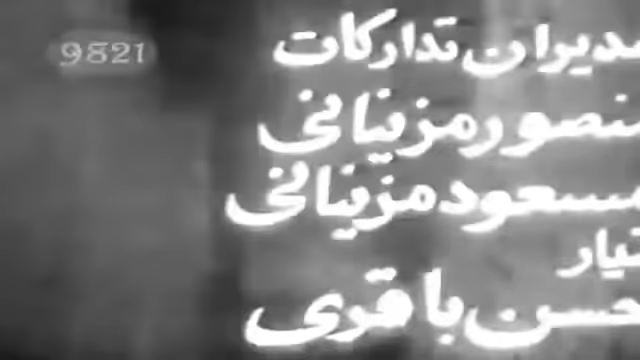 مدیران تدارکات
9821
منصور مزینانی
مسعود مزینانی
حسن باقری